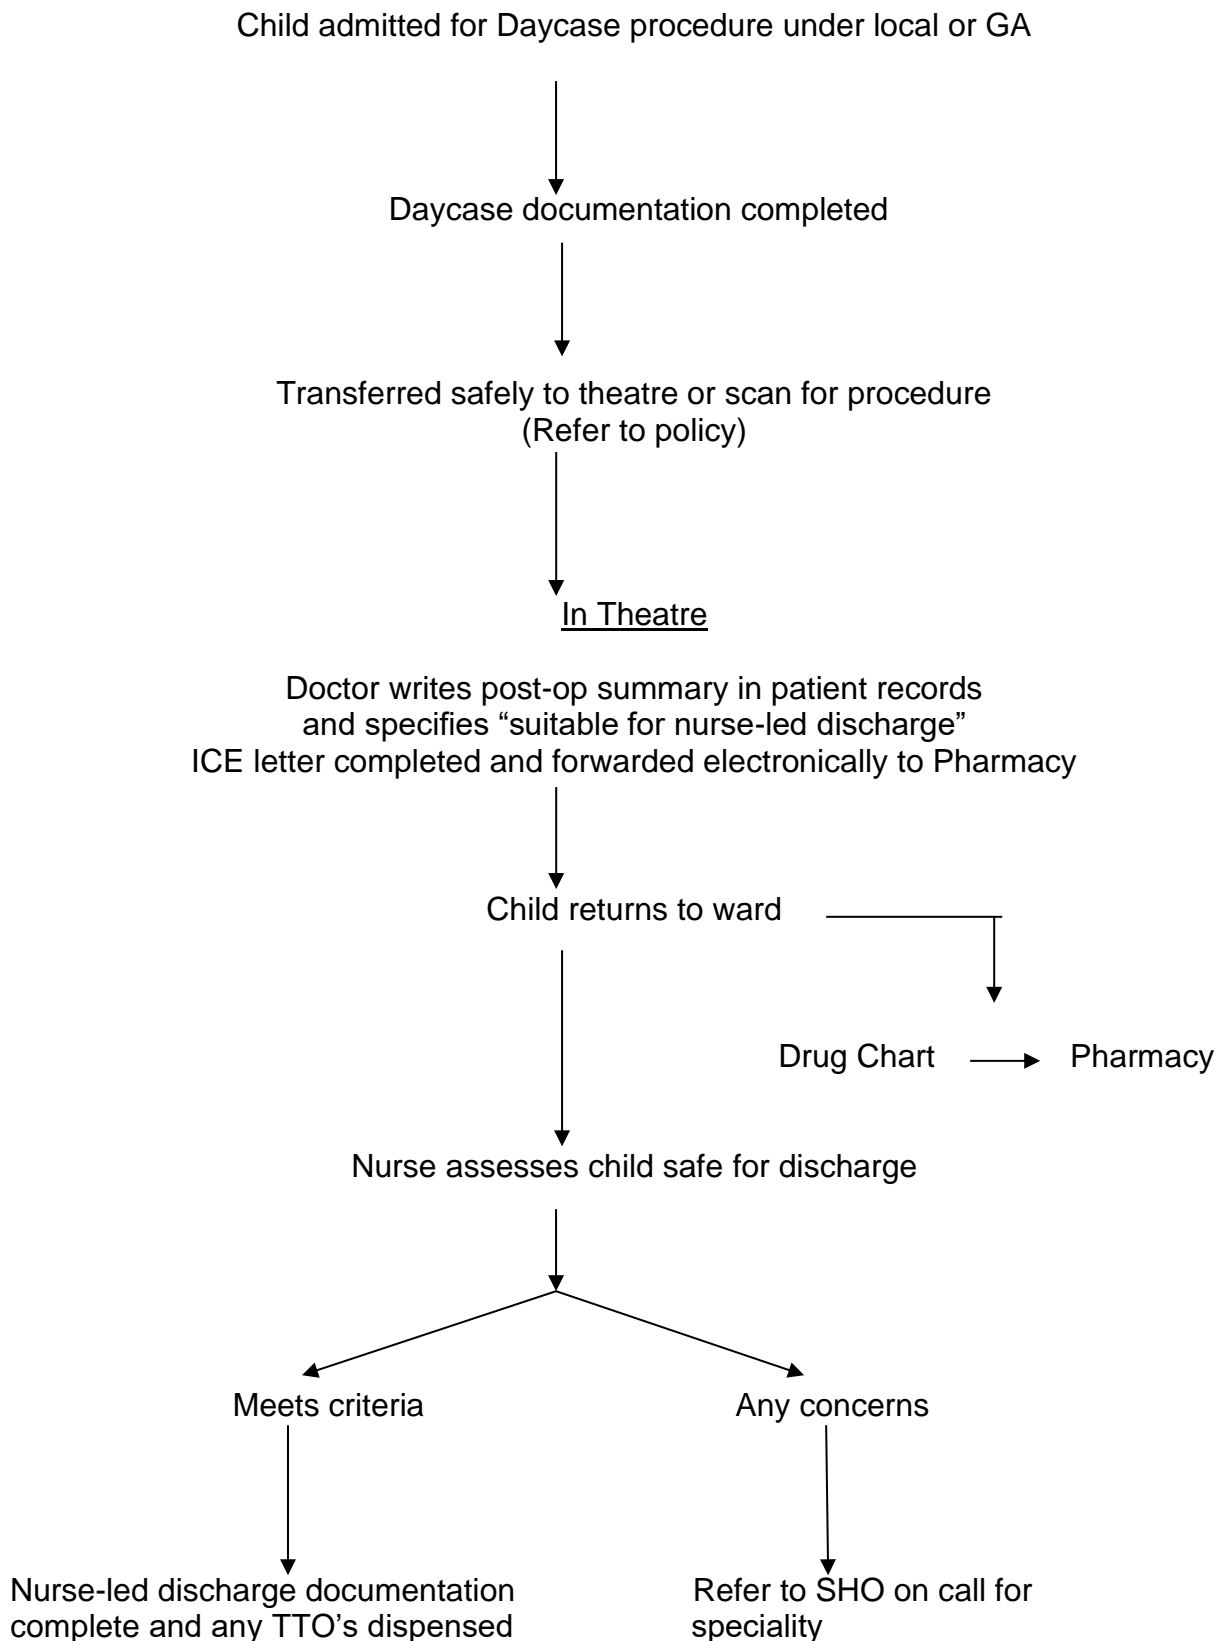 Child admitted for Daycase procedure under local or GA
Daycase documentation completed
Transferred safely to theatre or scan for procedure
(Refer to policy)
In Theatre
Doctor writes post-op summary in patient records
and specifies “suitable for nurse-led discharge”
ICE letter completed and forwarded electronically to Pharmacy
Child returns to ward
Drug Chart Pharmacy
Nurse assesses child safe for discharge
Meets criteria
Any concerns
Nurse-led discharge documentation
complete and any TTO’s dispensed
Refer to SHO on call for
speciality